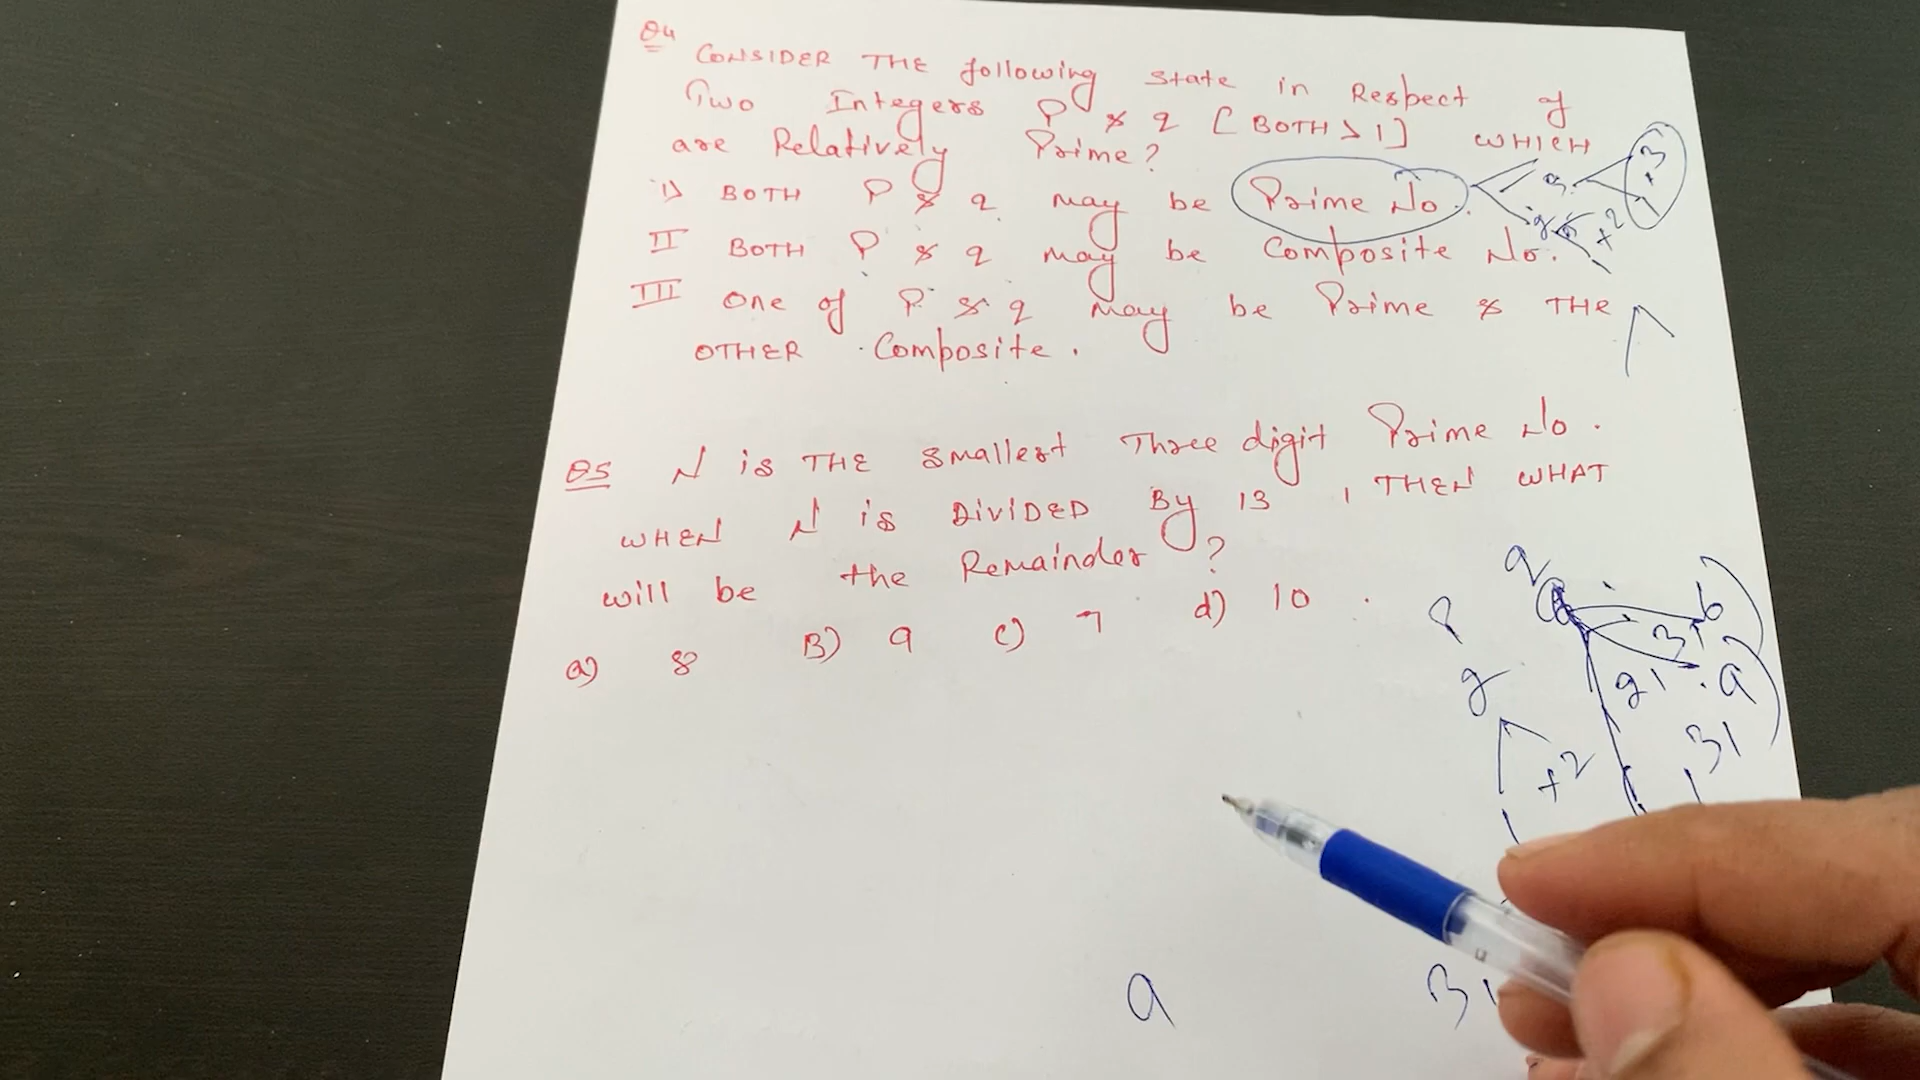 Q4
CONSIDER THE following state in Respect of
Two Integers P & q [BOTH > 1] WHICH
are Relatively Prime?
i) BOTH P & q may be Prime No.
II BOTH P & q may be Composite No.
III One of P & q may be Prime & THE
OTHER Composite.
Q5 N is THE smallest Three digit Prime No.
WHEN N is DiViDED By 13, THEN WHAT
will be the Remainder?
a) 8 B) 9 c) 7 d) 10.